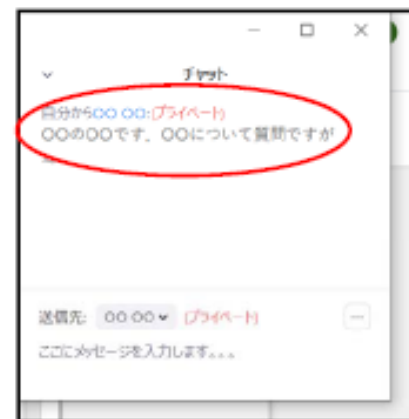 チャット
自分から〇〇 〇〇:(プライベート)
〇〇の〇〇です、〇〇について質問ですが
送信先: 〇〇 〇〇 (プライベート)
ここにメッセージを入力します。。。